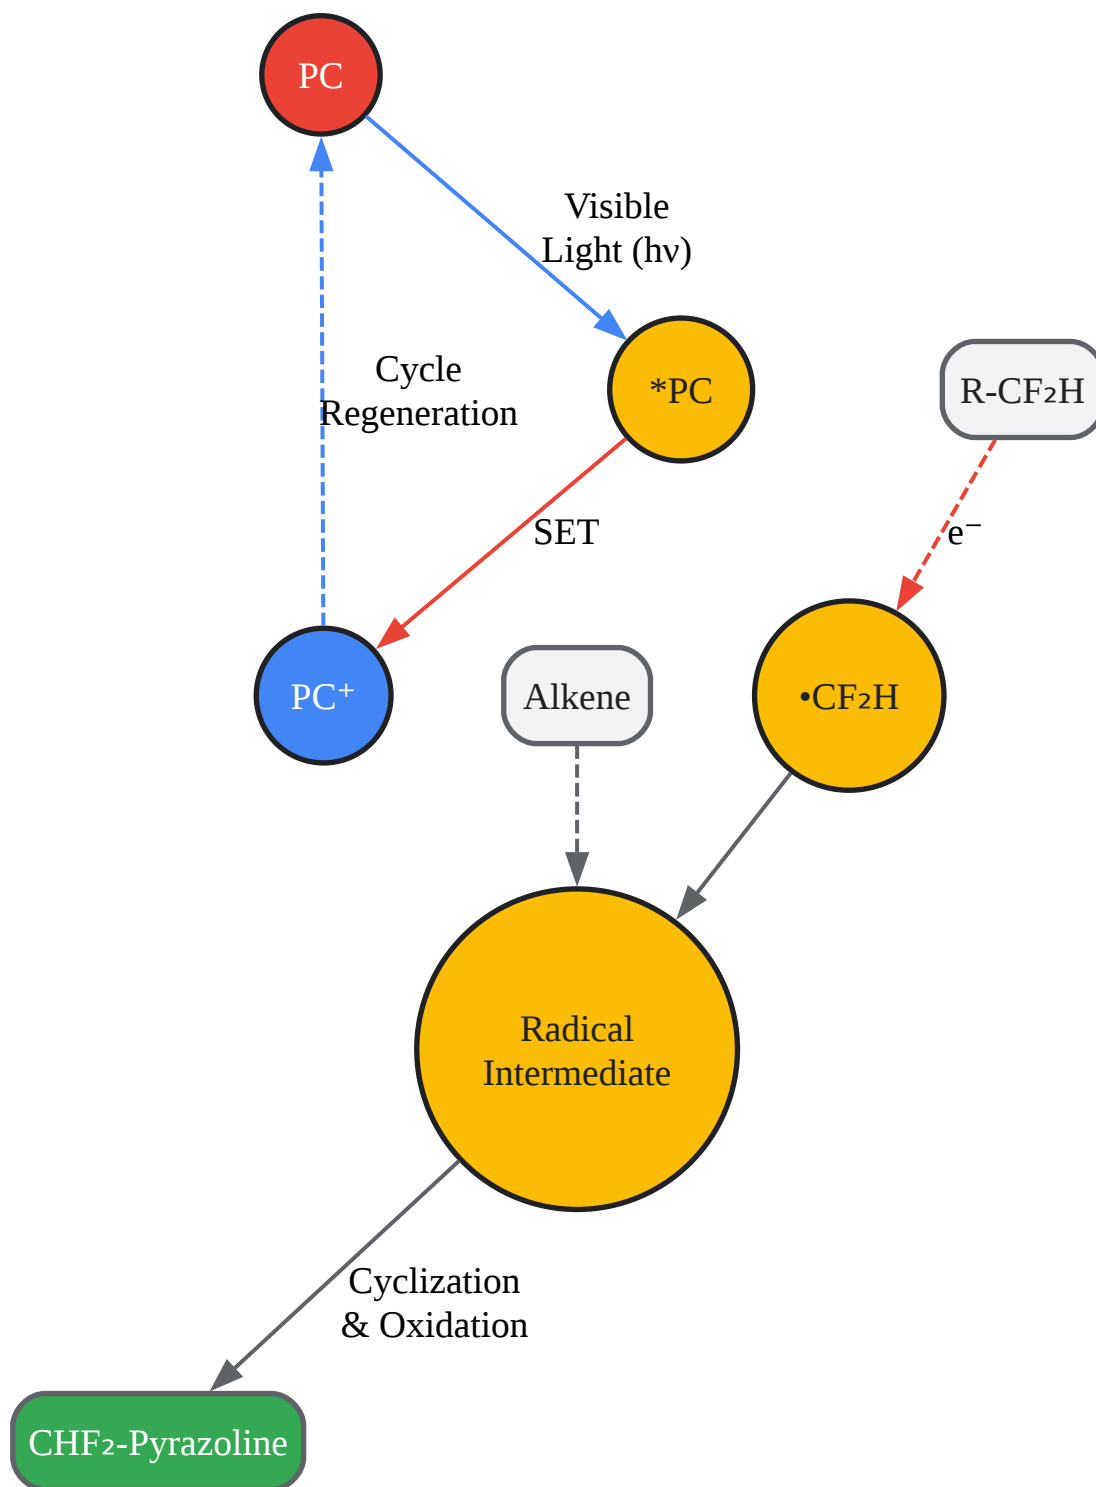 PC
Visible
Light (hν)
Cycle
Regeneration
*PC
R-CF₂H
SET
e⁻
PC⁺
Alkene
•CF₂H
Radical
Intermediate
Cyclization
& Oxidation
CHF₂-Pyrazoline